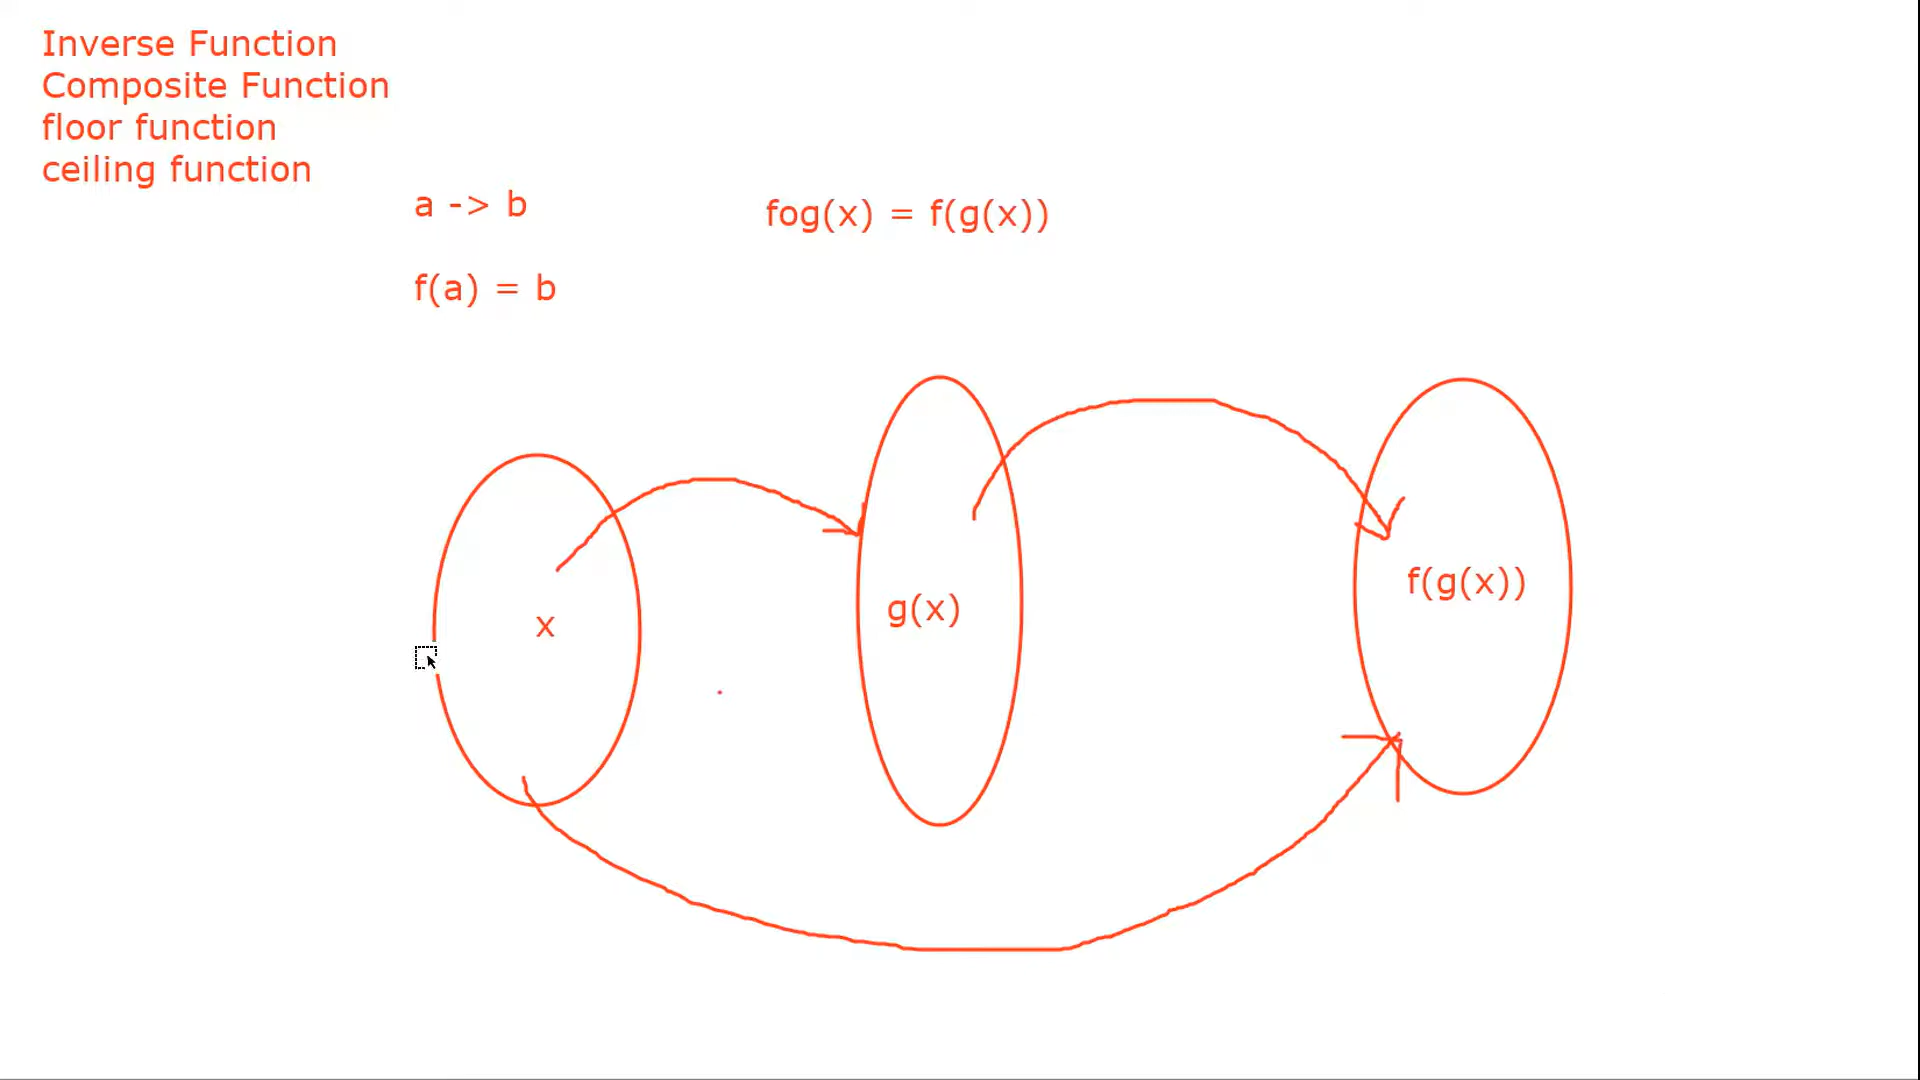 Inverse Function
Composite Function
floor function
ceiling function
a -> b
fog(x) = f(g(x))
f(a) = b
x
g(x)
f(g(x))